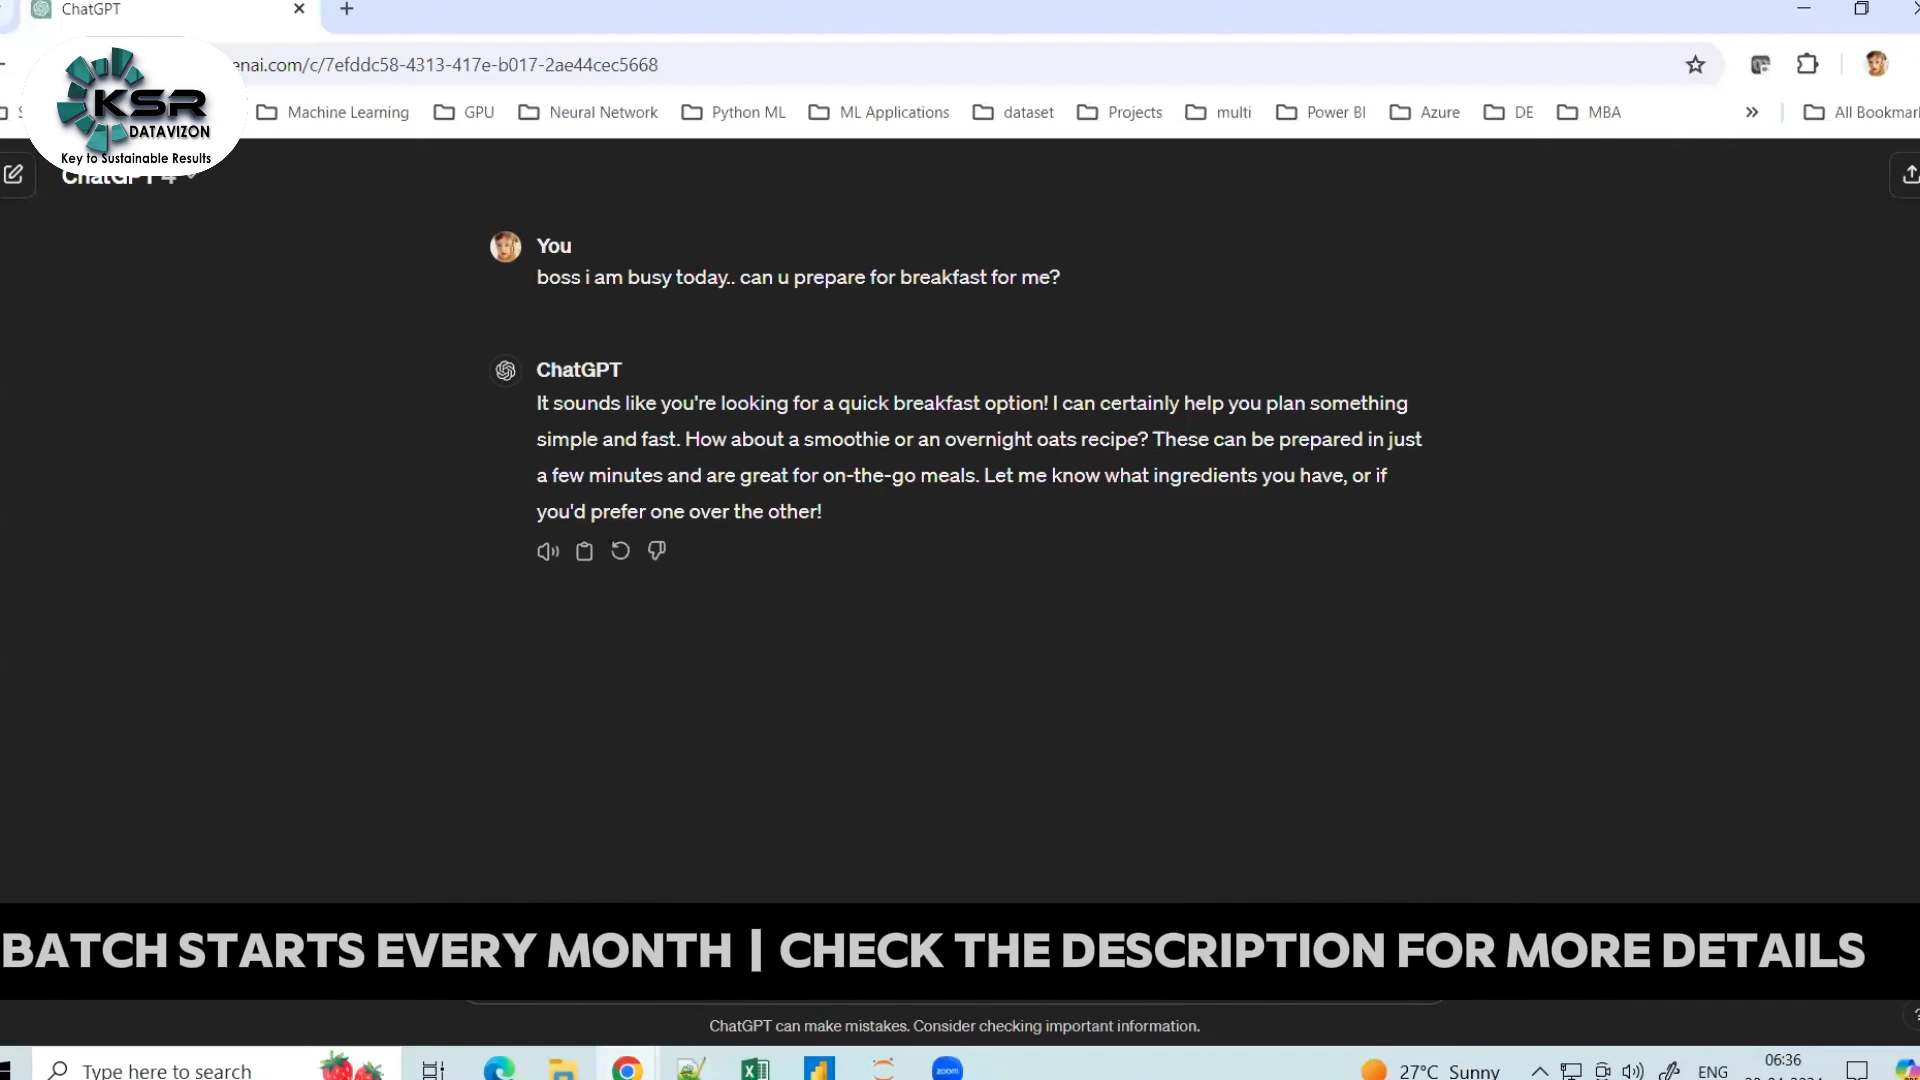 ChatGPT
enai.com/c/7efddc58-4313-417e-b017-2ae44cec5668
KSR
DATAVIZON
Key to Sustainable Results
Machine Learning
GPU
Neural Network
Python ML
ML Applications
dataset
Projects
multi
Power BI
Azure
DE
MBA
All Bookmar
ChatGPT 4
You
boss i am busy today.. can u prepare for breakfast for me?
ChatGPT
It sounds like you're looking for a quick breakfast option! I can certainly help you plan something
simple and fast. How about a smoothie or an overnight oats recipe? These can be prepared in just
a few minutes and are great for on-the-go meals. Let me know what ingredients you have, or if
you'd prefer one over the other!
BATCH STARTS EVERY MONTH | CHECK THE DESCRIPTION FOR MORE DETAILS
ChatGPT can make mistakes. Consider checking important information.
Type here to search
zoom
27°C Sunny
ENG
06:36